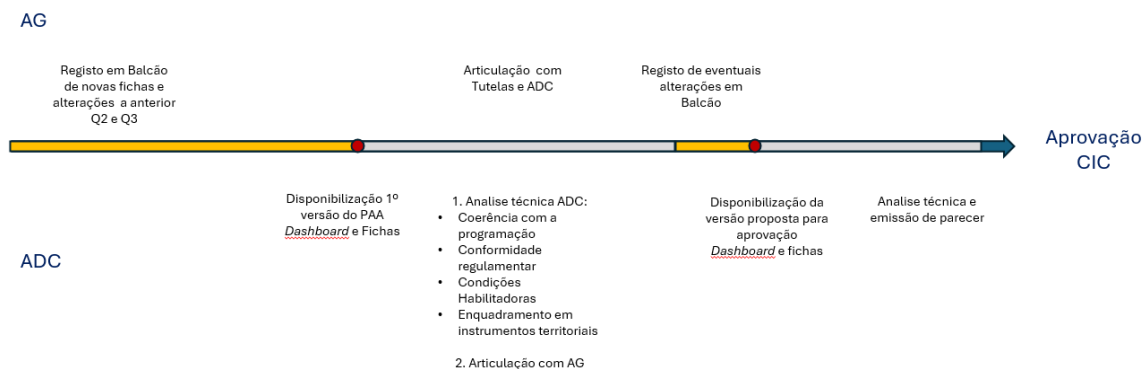 AG
Registo em Balcão
de novas fichas e
alterações a anterior
Q2 e Q3
Articulação com
Tutelas e ADC
Registo de eventuais
alterações em
Balcão
Aprovação
CIC
Disponibilização 1º
versão do PAA
Dashboard e Fichas
1. Analise técnica ADC:
• Coerência com a
programação
• Conformidade
regulamentar
• Condições
Habilitadoras
• Enquadramento em
instrumentos territoriais
2. Articulação com AG
Disponibilização da
versão proposta para
aprovação
Dashboard e fichas
Analise técnica e
emissão de parecer
ADC